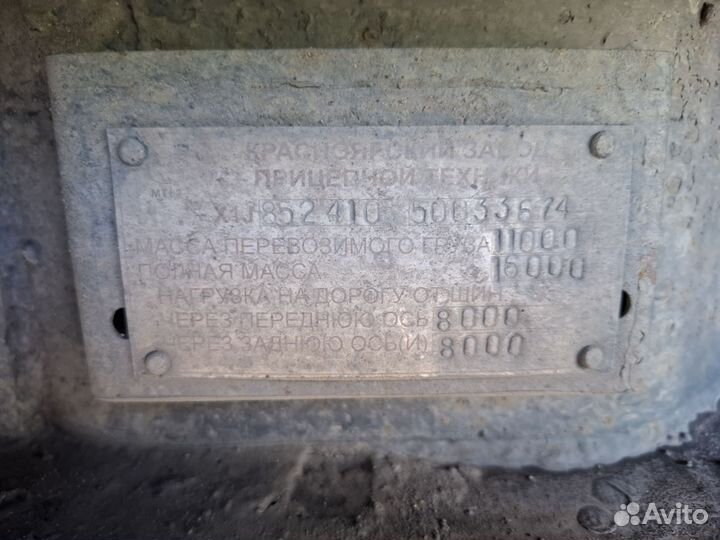 КРАСНОЯРСКИЙ ЗАВОД
ПРИЦЕПНОЙ ТЕХНИКИ
X1J852410 50033674
МАССА ПЕРЕВОЗИМОГО ГРУЗА 11000
ПОЛНАЯ МАССА 16000
НАГРУЗКА НА ДОРОГУ ОТ ШИН
ЧЕРЕЗ ПЕРЕДНЮЮ ОСЬ 8000
ЧЕРЕЗ ЗАДНЮЮ ОСЬ(И) 8000
Avito